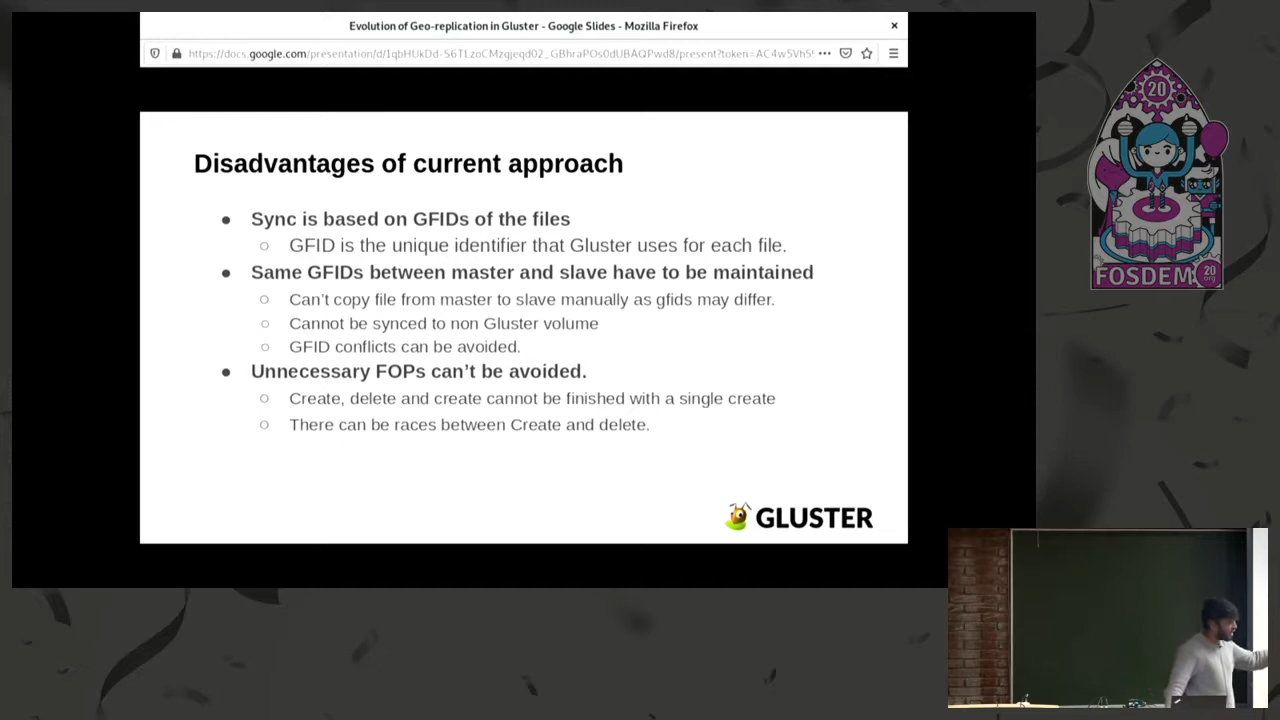 Evolution of Geo-replication in Gluster - Google Slides - Mozilla Firefox
×
Disadvantages of current approach
● Sync is based on GFIDs of the files
○ GFID is the unique identifier that Gluster uses for each file.
● Same GFIDs between master and slave have to be maintained
○ Can't copy file from master to slave manually as gfids may differ.
○ Cannot be synced to non Gluster volume
○ GFID conflicts can be avoided.
● Unnecessary FOPs can't be avoided.
○ Create, delete and create cannot be finished with a single create
○ There can be races between Create and delete.
GLUSTER
20
FOSDEM
20
.org